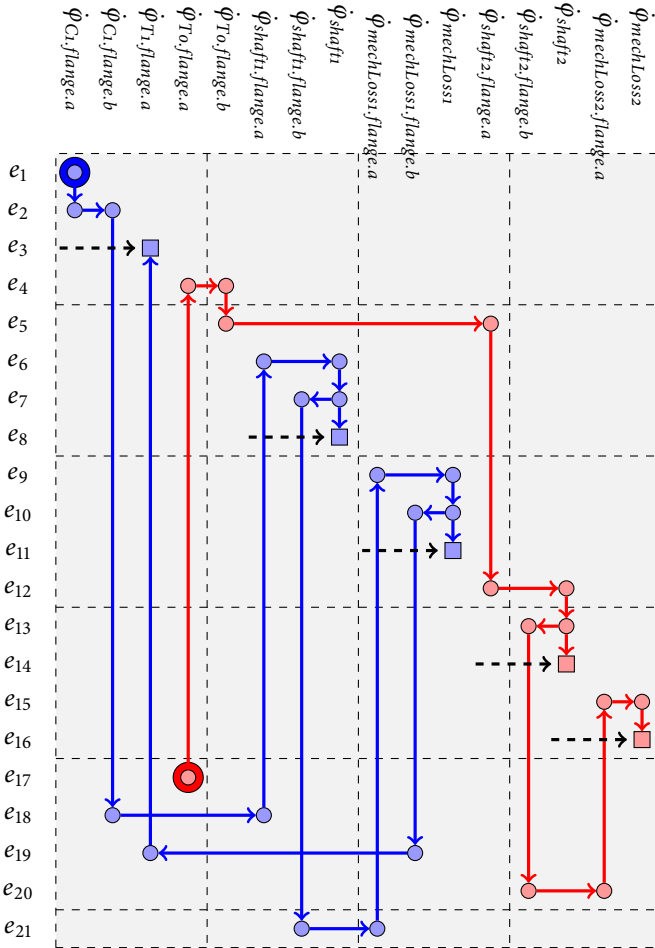 φ̇C1.flange.a
φ̇C1.flange.b
φ̇T1.flange.a
φ̇To.flange.a
φ̇To.flange.b
φ̇shaft1.flange.a
φ̇shaft1.flange.b
φ̇shaft1
φ̇mechLoss1.flange.a
φ̇mechLoss1.flange.b
φ̇mechLoss1
φ̇shaft2.flange.a
φ̇shaft2.flange.b
φ̇shaft2
φ̇mechLoss2.flange.a
φ̇mechLoss2
e1
e2
e3
e4
e5
e6
e7
e8
e9
e10
e11
e12
e13
e14
e15
e16
e17
e18
e19
e20
e21